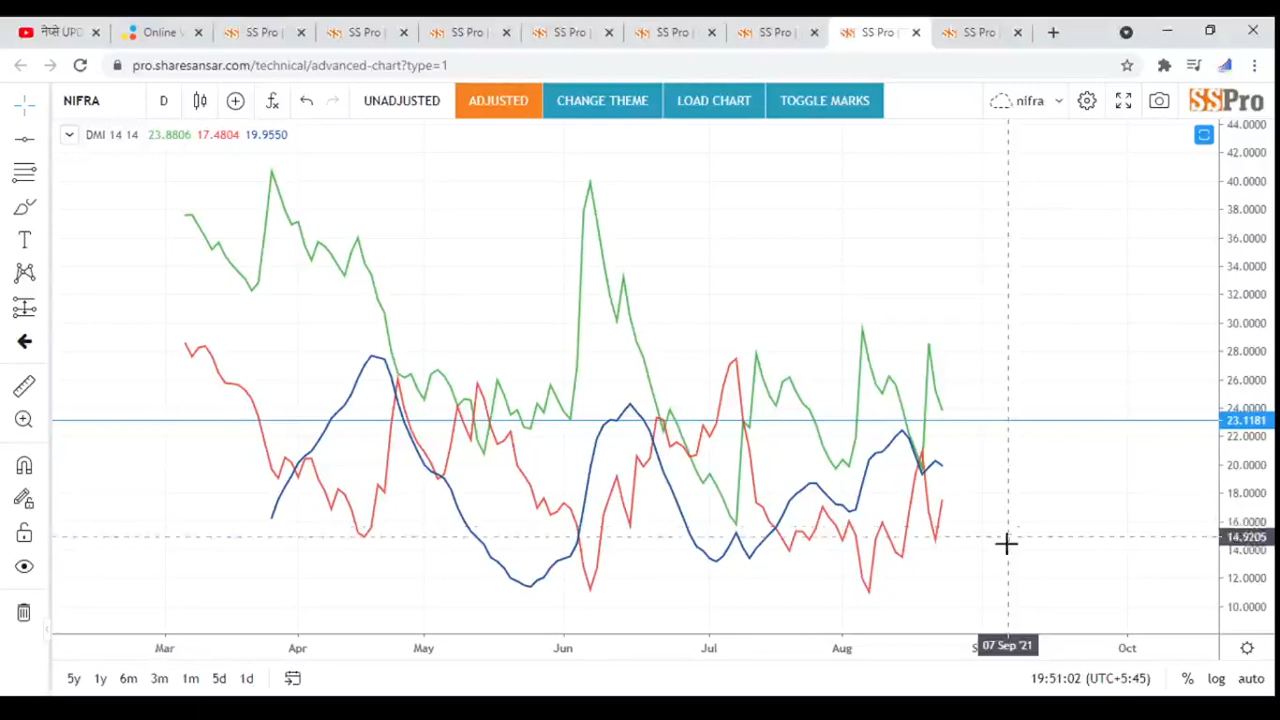 नेप्से UPC
Online \
SS Pro |
SS Pro |
SS Pro |
SS Pro |
SS Pro |
SS Pro |
SS Pro |
SS Pro |
pro.sharesansar.com/technical/advanced-chart?type=1
NIFRA D UNADJUSTED ADJUSTED CHANGE THEME LOAD CHART TOGGLE MARKS nifra SSPro
DMI 14 14 23.8806 17.4804 19.9550
44.0000
42.0000
40.0000
38.0000
36.0000
34.0000
32.0000
30.0000
28.0000
26.0000
24.0000
23.1181
22.0000
20.0000
18.0000
16.0000
14.9205
14.0000
12.0000
10.0000
Mar Apr May Jun Jul Aug 07 Sep '21 Oct
5y 1y 6m 3m 1m 5d 1d 19:51:02 (UTC+5:45) % log auto